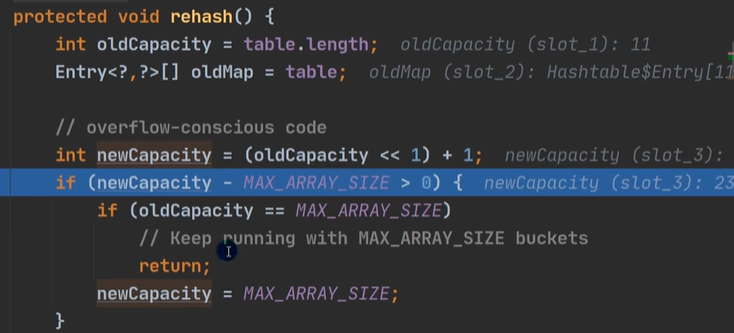 protected void rehash() {
int oldCapacity = table.length; oldCapacity (slot_1): 11
Entry<?,?>[] oldMap = table; oldMap (slot_2): Hashtable$Entry[11
// overflow-conscious code
int newCapacity = (oldCapacity << 1) + 1; newCapacity (slot_3):
if (newCapacity - MAX_ARRAY_SIZE > 0) { newCapacity (slot_3): 23
if (oldCapacity == MAX_ARRAY_SIZE)
// Keep running with MAX_ARRAY_SIZE buckets
return;
newCapacity = MAX_ARRAY_SIZE;
}